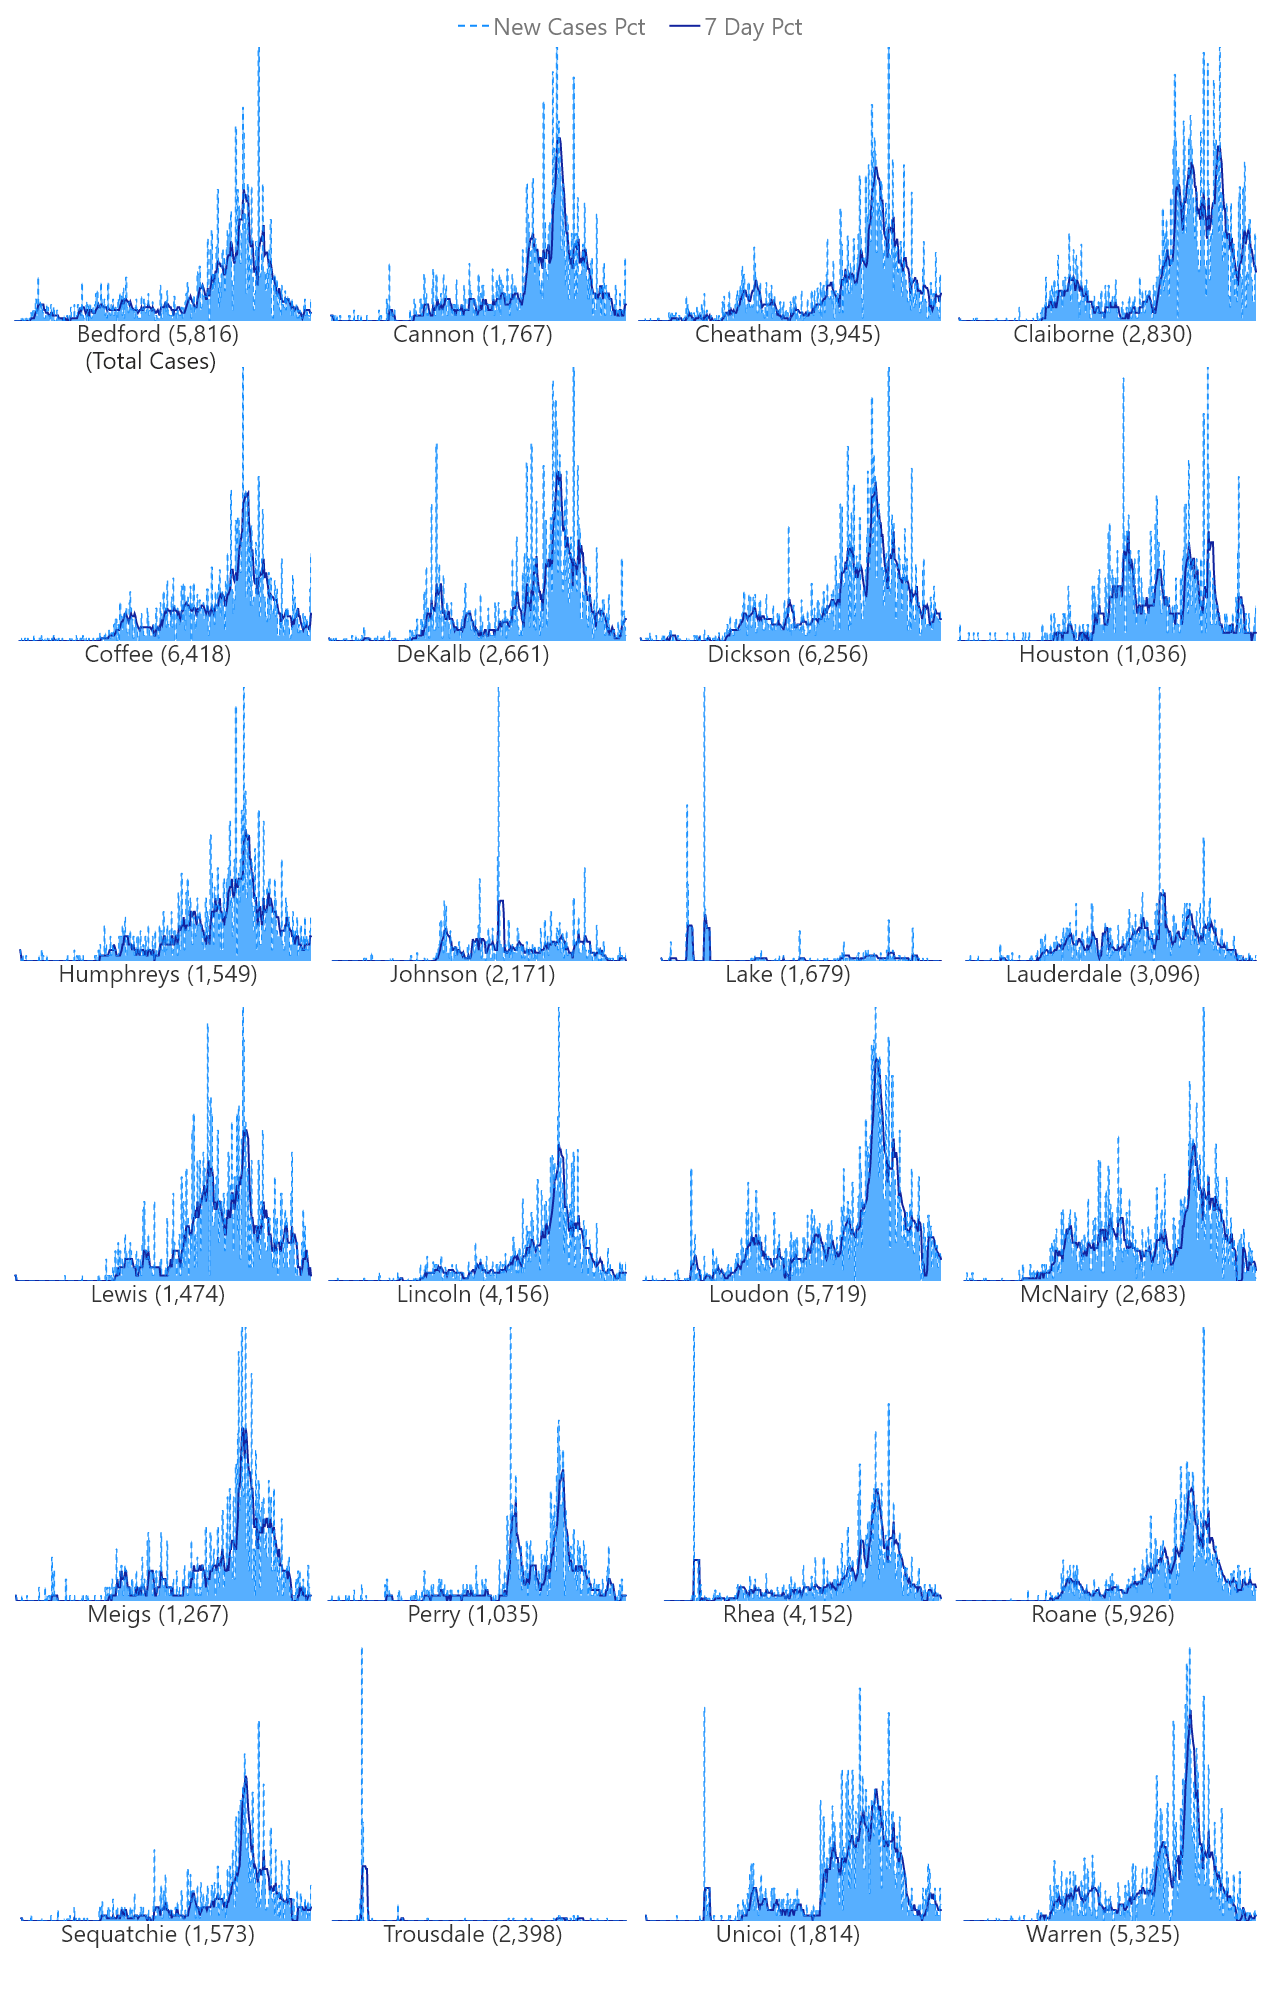 New Cases Pct 7 Day Pct
Bedford (5,816) Cannon (1,767) Cheatham (3,945) Claiborne (2,830)
(Total Cases)
Coffee (6,418) DeKalb (2,661) Dickson (6,256) Houston (1,036)
Humphreys (1,549) Johnson (2,171) Lake (1,679) Lauderdale (3,096)
Lewis (1,474) Lincoln (4,156) Loudon (5,719) McNairy (2,683)
Meigs (1,267) Perry (1,035) Rhea (4,152) Roane (5,926)
Sequatchie (1,573) Trousdale (2,398) Unicoi (1,814) Warren (5,325)